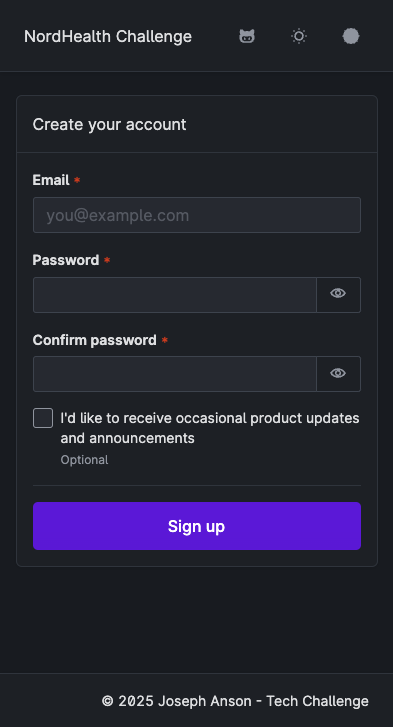 NordHealth Challenge
Create your account
Email *
you@example.com
Password *
Confirm password *
I'd like to receive occasional product updates
and announcements
Optional
Sign up
© 2025 Joseph Anson - Tech Challenge